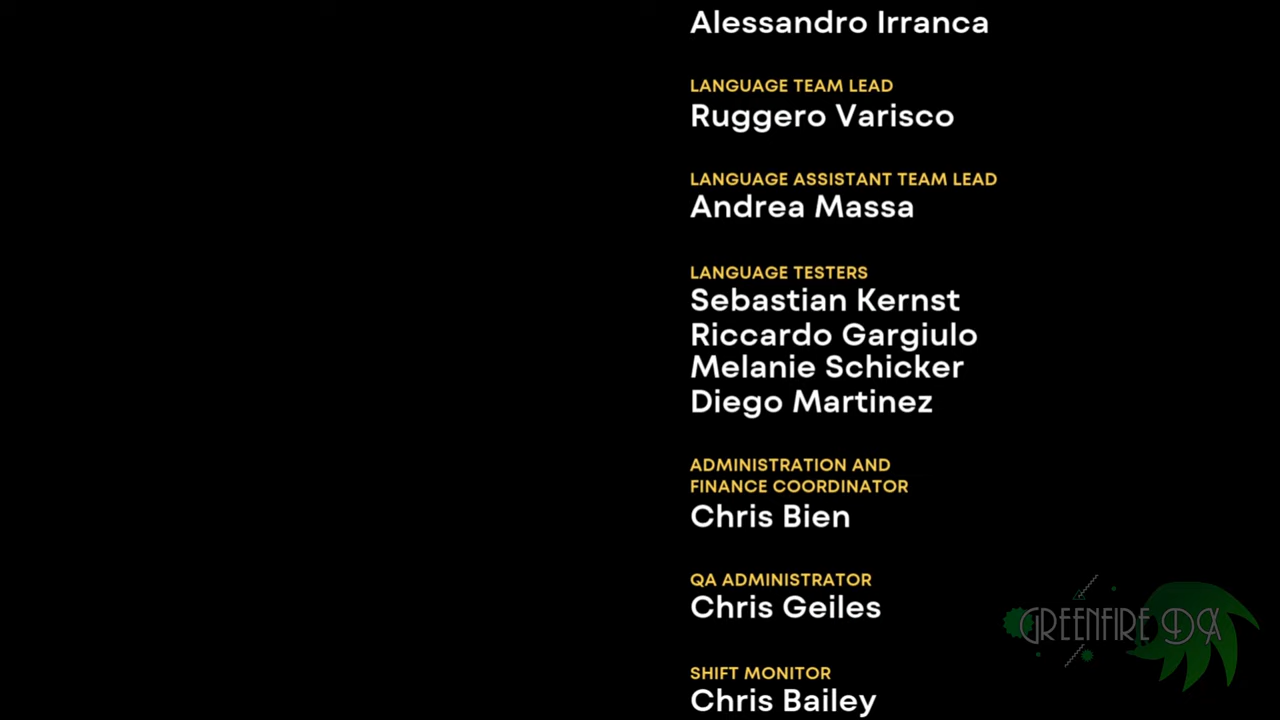 Alessandro Irranca
LANGUAGE TEAM LEAD
Ruggero Varisco
LANGUAGE ASSISTANT TEAM LEAD
Andrea Massa
LANGUAGE TESTERS
Sebastian Kernst
Riccardo Gargiulo
Melanie Schicker
Diego Martinez
ADMINISTRATION AND
FINANCE COORDINATOR
Chris Bien
QA ADMINISTRATOR
Chris Geiles
GREENFIRE DX
SHIFT MONITOR
Chris Bailey